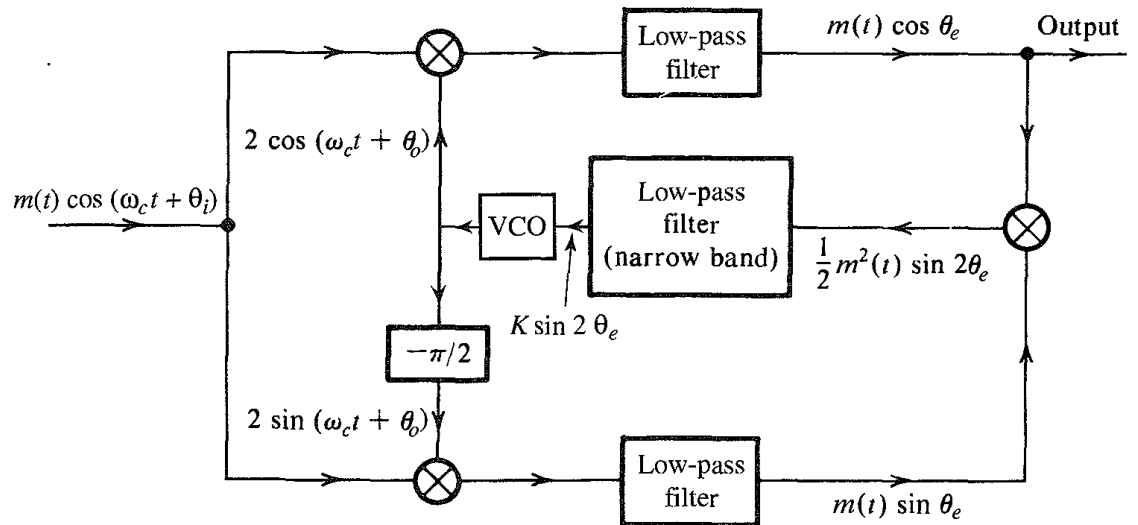 Low-pass
filter
m(t) cos θ_e
Output
2 cos (ω_c t + θ_o)
m(t) cos (ω_c t + θ_i)
VCO
Low-pass
filter
(narrow band)
1/2 m²(t) sin 2θ_e
K sin 2 θ_e
−π/2
2 sin (ω_c t + θ_o)
Low-pass
filter
m(t) sin θ_e